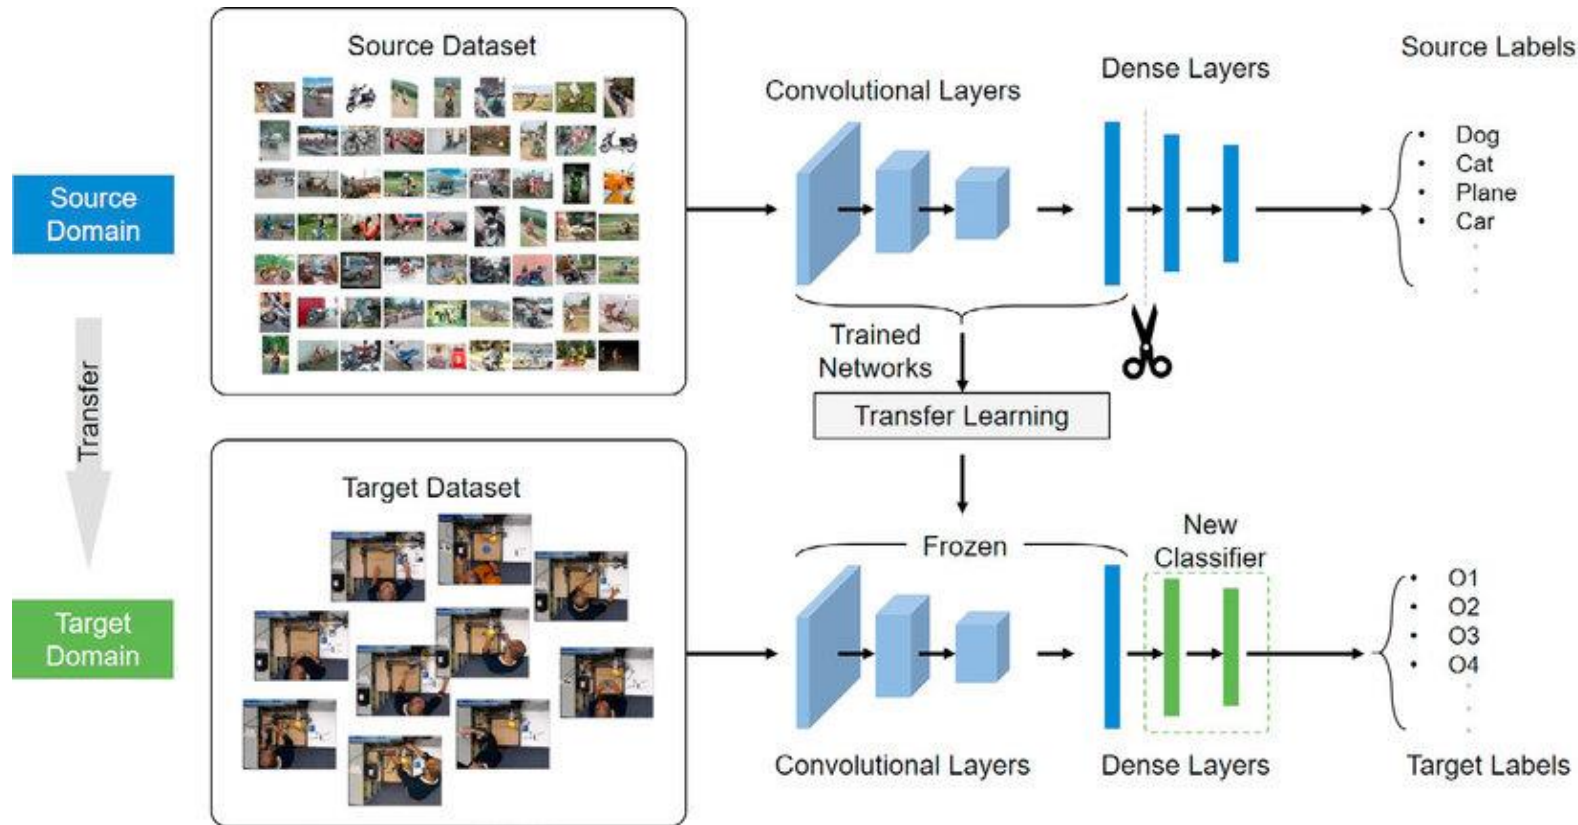 Source Dataset
Convolutional Layers
Dense Layers
Source Labels
Dog
Cat
Plane
Car
Source
Domain
Trained
Networks
Transfer Learning
Transfer
Target Dataset
Frozen
New
Classifier
O1
O2
O3
O4
Target
Domain
Convolutional Layers
Dense Layers
Target Labels